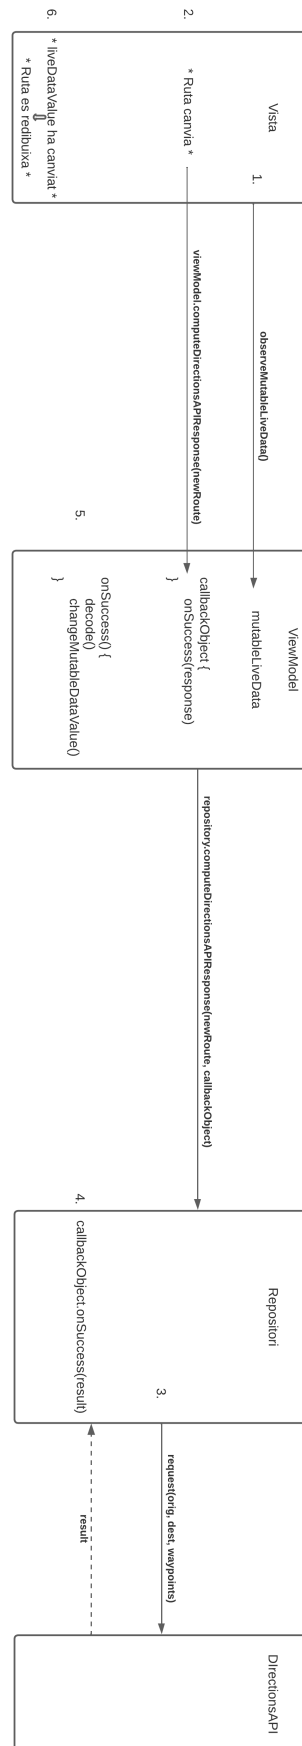 Vista
1.
2.
* Ruta canvia *
6.
* liveDataValue ha canviat *
⇓
* Ruta es redibuixa *
observeMutableLiveData()
viewModel.computeDirectionsAPIResponse(newRoute)
ViewModel
mutableLiveData
callbackObject {
onSuccess(response)
}
5.
onSuccess() {
decode()
changeMutableDataValue()
}
repository.computeDirectionsAPIResponse(newRoute, callbackObject)
Repositori
3.
4.
callbackObject.onSuccess(result)
request(orig, dest, waypoints)
result
DIrectionsAPI